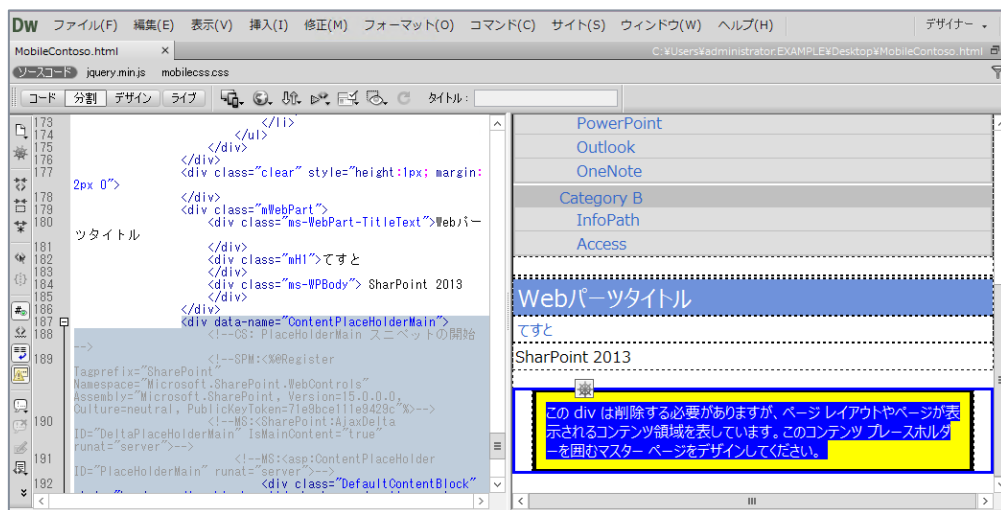 Dw ファイル(F) 編集(E) 表示(V) 挿入(I) 修正(M) フォーマット(O) コマンド(C) サイト(S) ウィンドウ(W) ヘルプ(H) デザイナー
MobileContoso.html × C:¥Users¥administrator.EXAMPLE¥Desktop¥MobileContoso.html
ソースコード jquery.min.js mobilecss.css
コード 分割 デザイン ライブ タイトル:
173 </li>
174 </ul>
175 </div>
176 </div>
177 <div class="clear" style="height:1px; margin:
2px 0">
178 </div>
179 <div class="mWebPart">
180 <div class="ms-WebPart-TitleText">Webパー
ツタイトル
181 </div>
182 <div class="mH1">てすと
183 </div>
184 <div class="ms-WPBody"> SharPoint 2013
185 </div>
186 </div>
187 <div data-name="ContentPlaceHolderMain">
188 <!--CS: PlaceHolderMain スニペットの開始
-->
189 <!--SPM:<%@Register
Tagprefix="SharePoint"
Namespace="Microsoft.SharePoint.WebControls"
Assembly="Microsoft.SharePoint, Version=15.0.0.0,
Culture=neutral, PublicKeyToken=71e9bce111e9429c"%>-->
190 <!--MS:<SharePoint:AjaxDelta
ID="DeltaPlaceHolderMain" IsMainContent="true"
runat="server">-->
191 <!--MS:<asp:ContentPlaceHolder
ID="PlaceHolderMain" runat="server">-->
192 <div class="DefaultContentBlock"
PowerPoint
Outlook
OneNote
Category B
InfoPath
Access
Webパーツタイトル
てすと
SharPoint 2013
この div は削除する必要がありますが、ページ レイアウトやページが表
示されるコンテンツ領域を表しています。このコンテンツ プレースホルダ
ーを囲むマスター ページをデザインしてください。